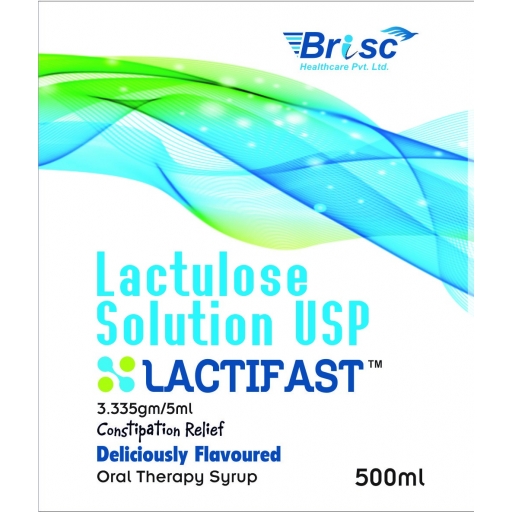 Brisc
Healthcare Pvt. Ltd.
Lactulose
Solution USP
LACTIFAST™
3.335gm/5ml
Constipation Relief
Deliciously Flavoured
Oral Therapy Syrup
500ml